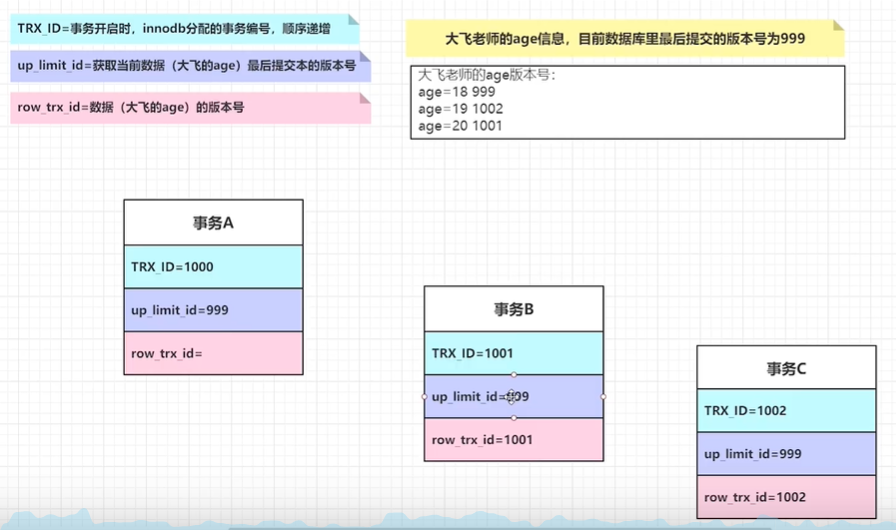 TRX_ID=事务开启时，innodb分配的事务编号，顺序递增
up_limit_id=获取当前数据（大飞的age）最后提交本的版本号
row_trx_id=数据（大飞的age）的版本号
大飞老师的age信息，目前数据库里最后提交的版本号为999
大飞老师的age版本号：
age=18 999
age=19 1002
age=20 1001
事务A
TRX_ID=1000
up_limit_id=999
row_trx_id=
事务B
TRX_ID=1001
up_limit_id=999
row_trx_id=1001
事务C
TRX_ID=1002
up_limit_id=999
row_trx_id=1002